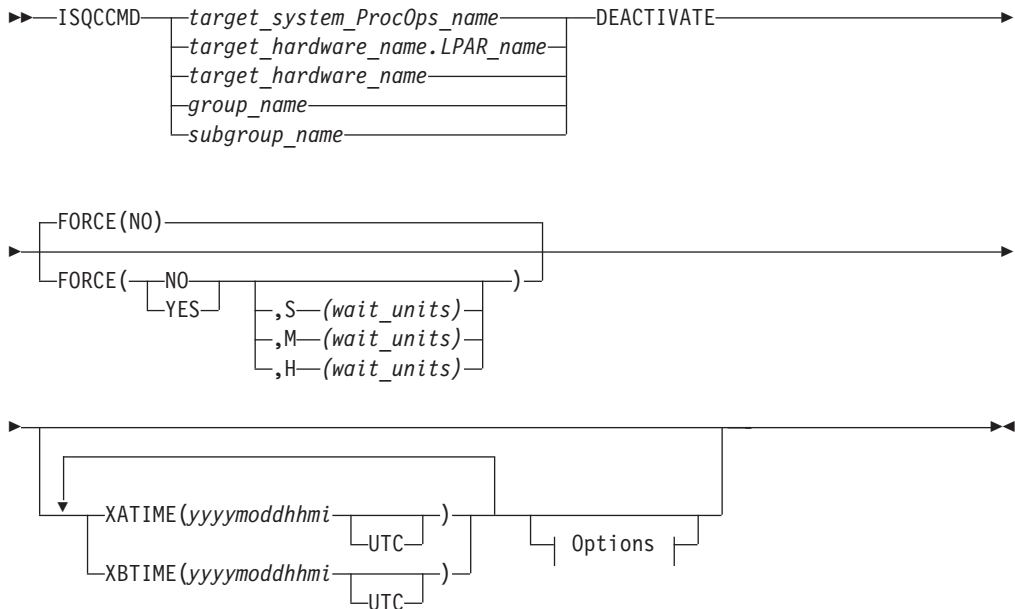 ISQCCMD target_system_ProcOps_name DEACTIVATE
target_hardware_name.LPAR_name
target_hardware_name
group_name
subgroup_name
FORCE(NO)
FORCE( NO )
YES ,S (wait_units)
,M (wait_units)
,H (wait_units)
XATIME(yyyymoddhhmi )
UTC Options
XBTIME(yyyymoddhhmi )
UTC